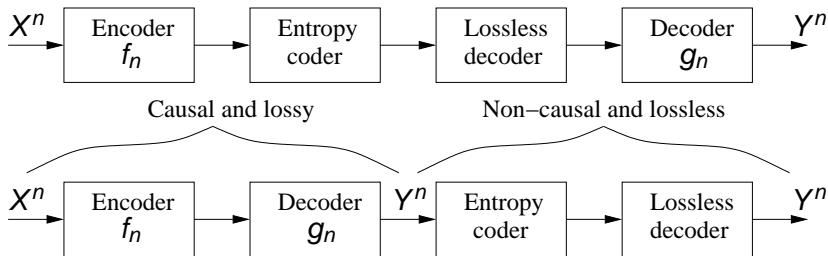 Xⁿ Encoder fₙ Entropy coder Lossless decoder Decoder gₙ Yⁿ
Causal and lossy Non−causal and lossless
Xⁿ Encoder fₙ Decoder gₙ Yⁿ Entropy coder Lossless decoder Yⁿ